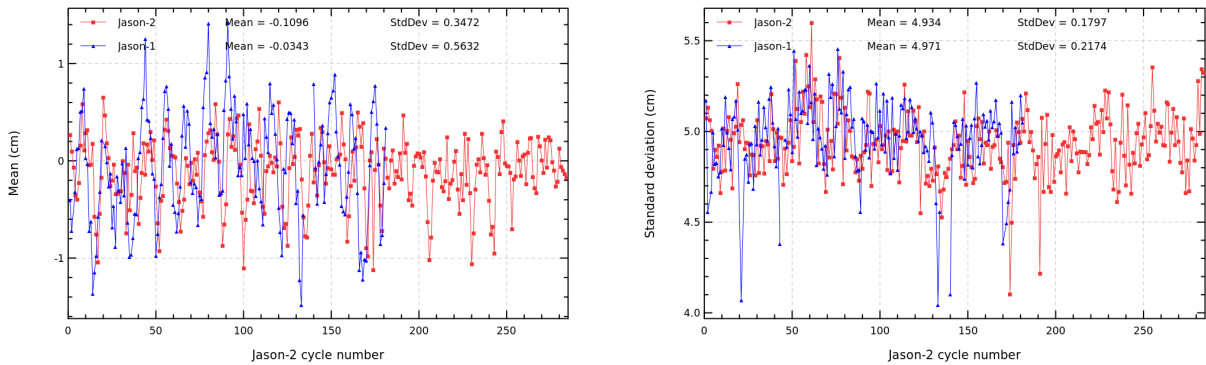 Jason-2 Mean = -0.1096 StdDev = 0.3472
Jason-1 Mean = -0.0343 StdDev = 0.5632
1
0
-1
Mean (cm)
0 50 100 150 200 250
Jason-2 cycle number
Jason-2 Mean = 4.934 StdDev = 0.1797
Jason-1 Mean = 4.971 StdDev = 0.2174
5.5
5.0
4.5
4.0
Standard deviation (cm)
0 50 100 150 200 250
Jason-2 cycle number